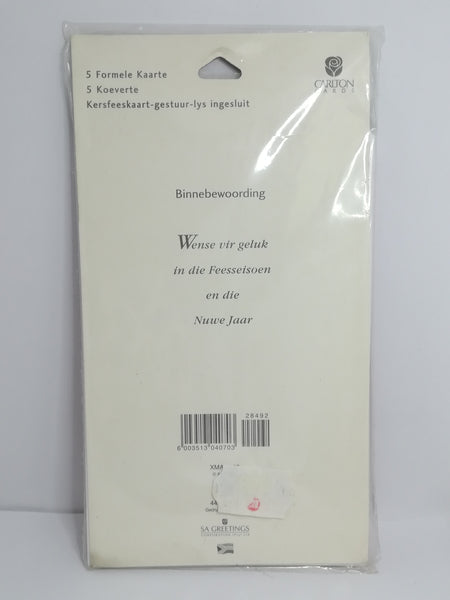 5 Formele Kaarte
5 Koeverte
Kersfeeskaart-gestuur-lys ingesluit
CARLTON
CARDS
Binnebewoording
Wense vir geluk
in die Feesseisoen
en die
Nuwe Jaar
28492
6 003513 040703
SA GREETINGS